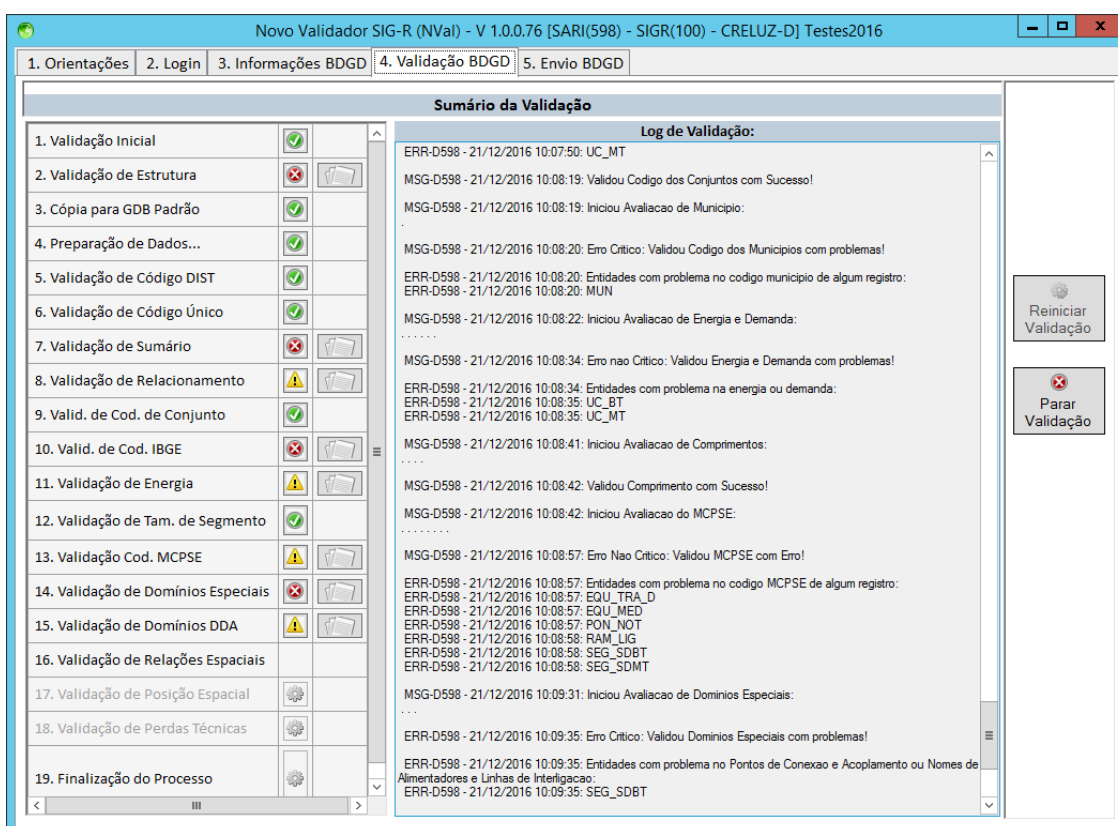 Novo Validador SIG-R (NVal) - V 1.0.0.76 [SARI(598) - SIGR(100) - CRELUZ-D] Testes2016
1. Orientações
2. Login
3. Informações BDGD
4. Validação BDGD
5. Envio BDGD
Sumário da Validação
1. Validação Inicial
2. Validação de Estrutura
3. Cópia para GDB Padrão
4. Preparação de Dados...
5. Validação de Código DIST
6. Validação de Código Único
7. Validação de Sumário
8. Validação de Relacionamento
9. Valid. de Cod. de Conjunto
10. Valid. de Cod. IBGE
11. Validação de Energia
12. Validação de Tam. de Segmento
13. Validação Cod. MCPSE
14. Validação de Domínios Especiais
15. Validação de Domínios DDA
16. Validação de Relações Espaciais
17. Validação de Posição Espacial
18. Validação de Perdas Técnicas
19. Finalização do Processo
Log de Validação:
ERR-D598 - 21/12/2016 10:07:50: UC_MT
MSG-D598 - 21/12/2016 10:08:19: Validou Codigo dos Conjuntos com Sucesso!
MSG-D598 - 21/12/2016 10:08:19: Iniciou Avaliacao de Municipio:
.
MSG-D598 - 21/12/2016 10:08:20: Erro Critico: Validou Codigo dos Municipios com problemas!
ERR-D598 - 21/12/2016 10:08:20: Entidades com problema no codigo municipio de algum registro:
ERR-D598 - 21/12/2016 10:08:20: MUN
MSG-D598 - 21/12/2016 10:08:22: Iniciou Avaliacao de Energia e Demanda:
. . . . . .
MSG-D598 - 21/12/2016 10:08:34: Erro nao Critico: Validou Energia e Demanda com problemas!
ERR-D598 - 21/12/2016 10:08:34: Entidades com problema na energia ou demanda:
ERR-D598 - 21/12/2016 10:08:35: UC_BT
ERR-D598 - 21/12/2016 10:08:35: UC_MT
MSG-D598 - 21/12/2016 10:08:41: Iniciou Avaliacao de Comprimentos:
. . . .
MSG-D598 - 21/12/2016 10:08:42: Validou Comprimento com Sucesso!
MSG-D598 - 21/12/2016 10:08:42: Iniciou Avaliacao do MCPSE:
. . . . . . . .
MSG-D598 - 21/12/2016 10:08:57: Erro Nao Critico: Validou MCPSE com Erro!
ERR-D598 - 21/12/2016 10:08:57: Entidades com problema no codigo MCPSE de algum registro:
ERR-D598 - 21/12/2016 10:08:57: EQU_TRA_D
ERR-D598 - 21/12/2016 10:08:57: EQU_MED
ERR-D598 - 21/12/2016 10:08:57: PON_NOT
ERR-D598 - 21/12/2016 10:08:58: RAM_LIG
ERR-D598 - 21/12/2016 10:08:58: SEG_SDBT
ERR-D598 - 21/12/2016 10:08:58: SEG_SDMT
MSG-D598 - 21/12/2016 10:09:31: Iniciou Avaliacao de Dominios Especiais:
. . .
ERR-D598 - 21/12/2016 10:09:35: Erro Critico: Validou Dominios Especiais com problemas!
ERR-D598 - 21/12/2016 10:09:35: Entidades com problema no Pontos de Conexao e Acoplamento ou Nomes de
Alimentadores e Linhas de Interligacao:
ERR-D598 - 21/12/2016 10:09:35: SEG_SDBT
Reiniciar
Validação
Parar
Validação